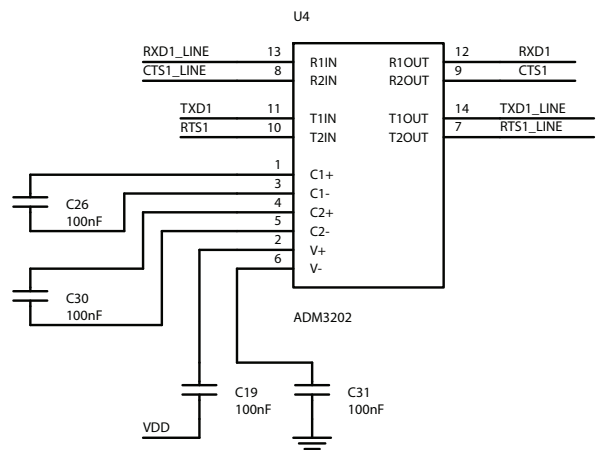 U4
RXD1_LINE 13 R1IN R1OUT 12 RXD1
CTS1_LINE 8 R2IN R2OUT 9 CTS1
TXD1 11 T1IN T1OUT 14 TXD1_LINE
RTS1 10 T2IN T2OUT 7 RTS1_LINE
1 C1+
3 C1-
C26 4 C2+
100nF 5 C2-
2 V+
6 V-
C30
100nF
ADM3202
C19 C31
100nF 100nF
VDD